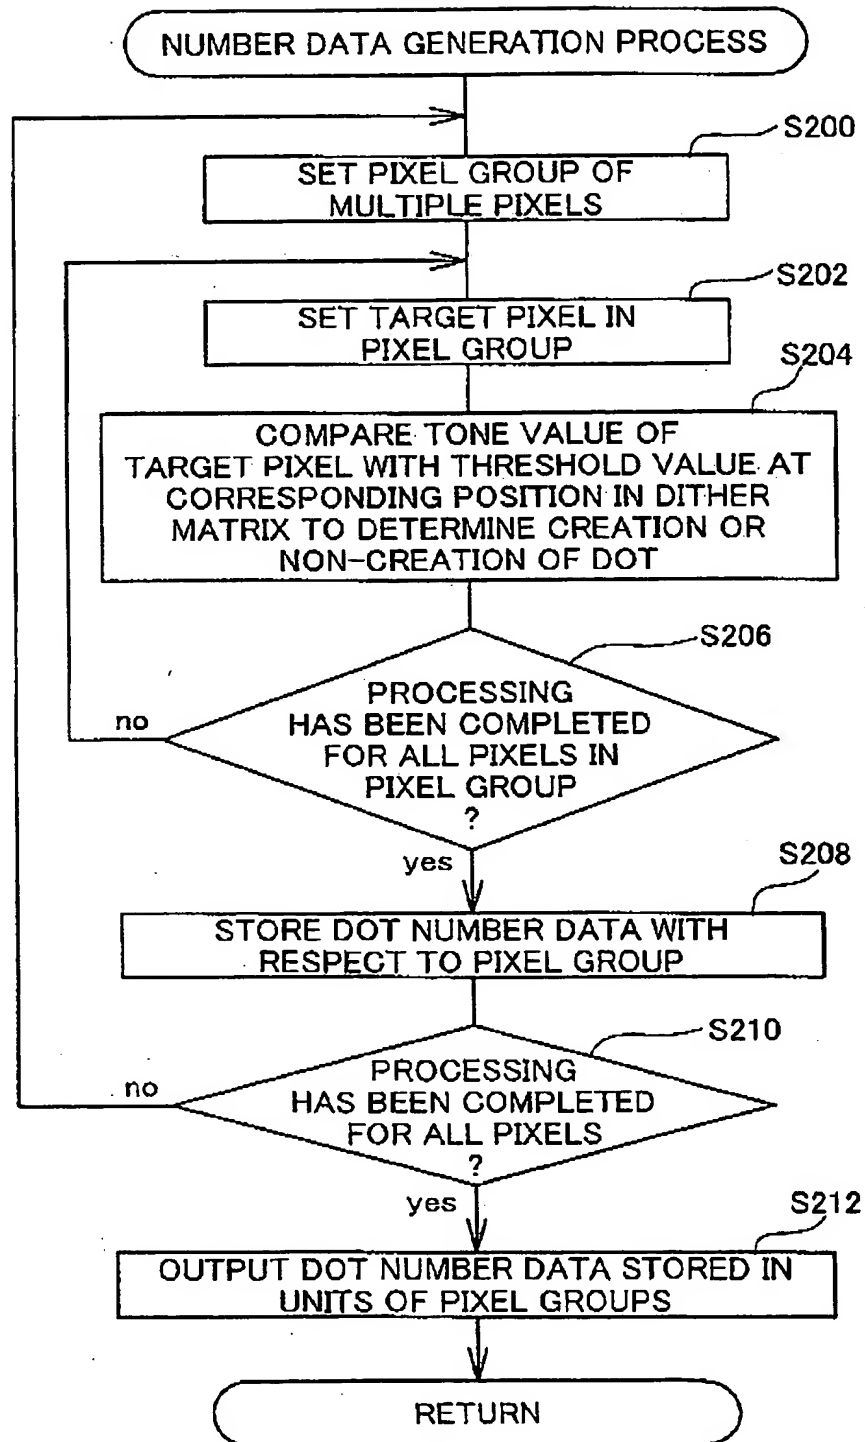 NUMBER DATA GENERATION PROCESS
S200
SET PIXEL GROUP OF
MULTIPLE PIXELS
S202
SET TARGET PIXEL IN
PIXEL GROUP
S204
COMPARE TONE VALUE OF
TARGET PIXEL WITH THRESHOLD VALUE AT
CORRESPONDING POSITION IN DITHER
MATRIX TO DETERMINE CREATION OR
NON-CREATION OF DOT
S206
PROCESSING
HAS BEEN COMPLETED
FOR ALL PIXELS IN
PIXEL GROUP
?
no
yes
S208
STORE DOT NUMBER DATA WITH
RESPECT TO PIXEL GROUP
S210
PROCESSING
HAS BEEN COMPLETED
FOR ALL PIXELS
?
no
yes
S212
OUTPUT DOT NUMBER DATA STORED IN
UNITS OF PIXEL GROUPS
RETURN